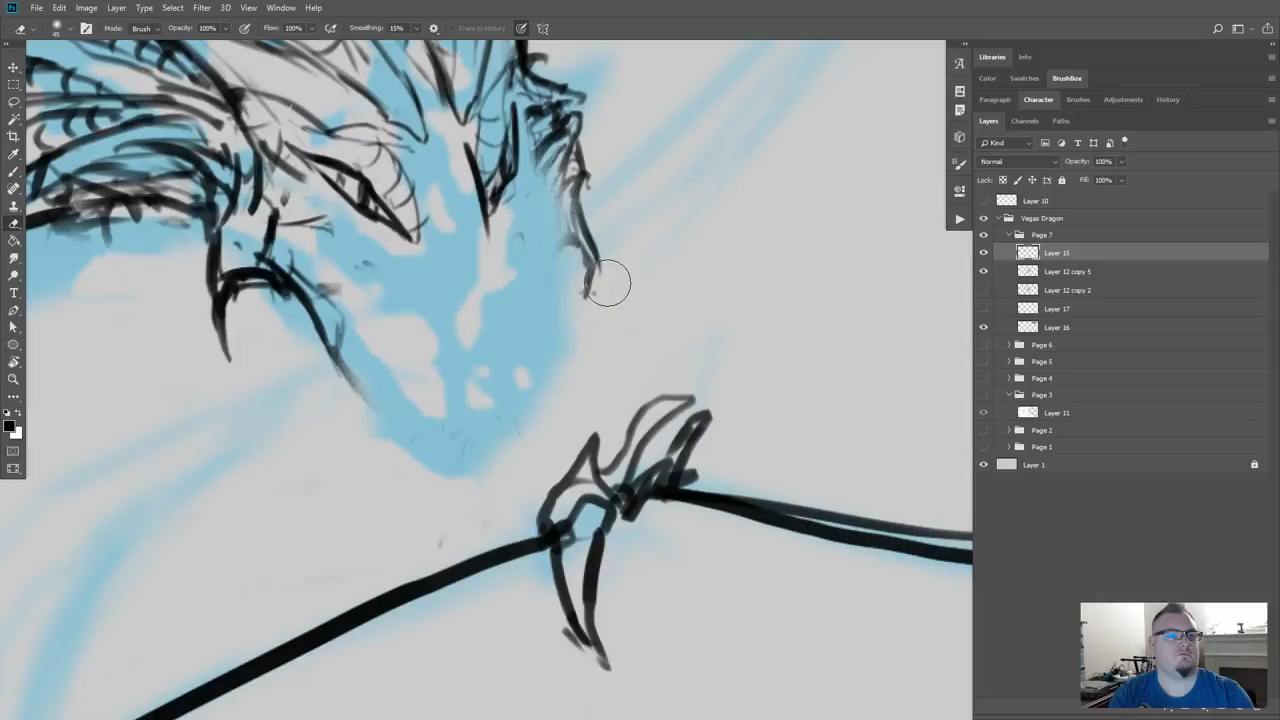 Ps File Edit Image Layer Type Select Filter 3D View Window Help
45 Mode: Brush Opacity: 100% Flow: 100% Smoothing: 15% Erase to History
Libraries Info
Color Swatches BrushBox
Paragraph Character Brushes Adjustments History
Layers Channels Paths
Kind
Normal Opacity: 100%
Lock: Fill: 100%
Layer 10
Vegas Dragon
Page 7
Layer 15
Layer 12 copy 5
Layer 12 copy 2
Layer 17
Layer 16
Page 6
Page 5
Page 4
Page 3
Layer 11
Page 2
Page 1
Layer 1